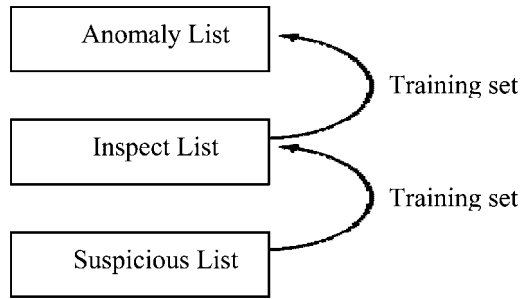 Anomaly List
Training set
Inspect List
Training set
Suspicious List